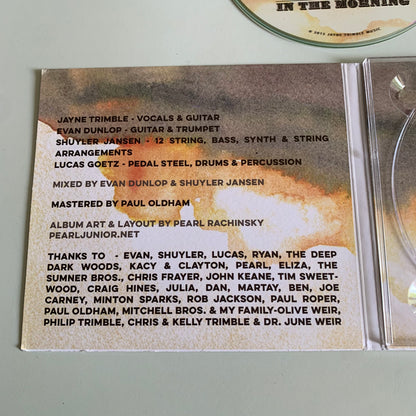 IN THE MORNING
© 2013 JAYNE TRIMBLE MUSIC.
JAYNE TRIMBLE - VOCALS & GUITAR
EVAN DUNLOP - GUITAR & TRUMPET
SHUYLER JANSEN - 12 STRING, BASS, SYNTH & STRING
ARRANGEMENTS
LUCAS GOETZ - PEDAL STEEL, DRUMS & PERCUSSION
MIXED BY EVAN DUNLOP & SHUYLER JANSEN
MASTERED BY PAUL OLDHAM
ALBUM ART & LAYOUT BY PEARL RACHINSKY
PEARLJUNIOR.NET
THANKS TO - EVAN, SHUYLER, LUCAS, RYAN, THE DEEP
DARK WOODS, KACY & CLAYTON, PEARL, ELIZA, THE
SUMNER BROS., CHRIS FRAYER, JOHN KEANE, TIM SWEET-
WOOD, CRAIG HINES, JULIA, DAN, MARTAY, BEN, JOE
CARNEY, MINTON SPARKS, ROB JACKSON, PAUL ROPER,
PAUL OLDHAM, MITCHELL BROS. & MY FAMILY-OLIVE WEIR,
PHILIP TRIMBLE, CHRIS & KELLY TRIMBLE & DR. JUNE WEIR